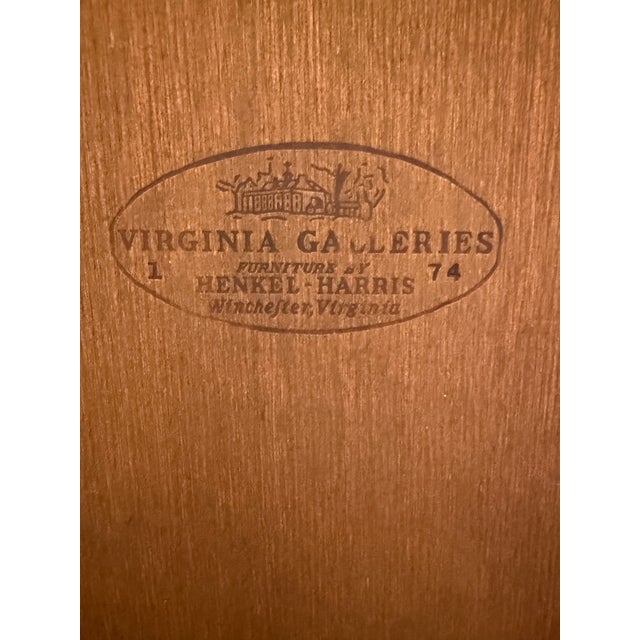 VIRGINIA GALLERIES
1 FURNITURE BY 74
HENKEL-HARRIS
Winchester, Virginia